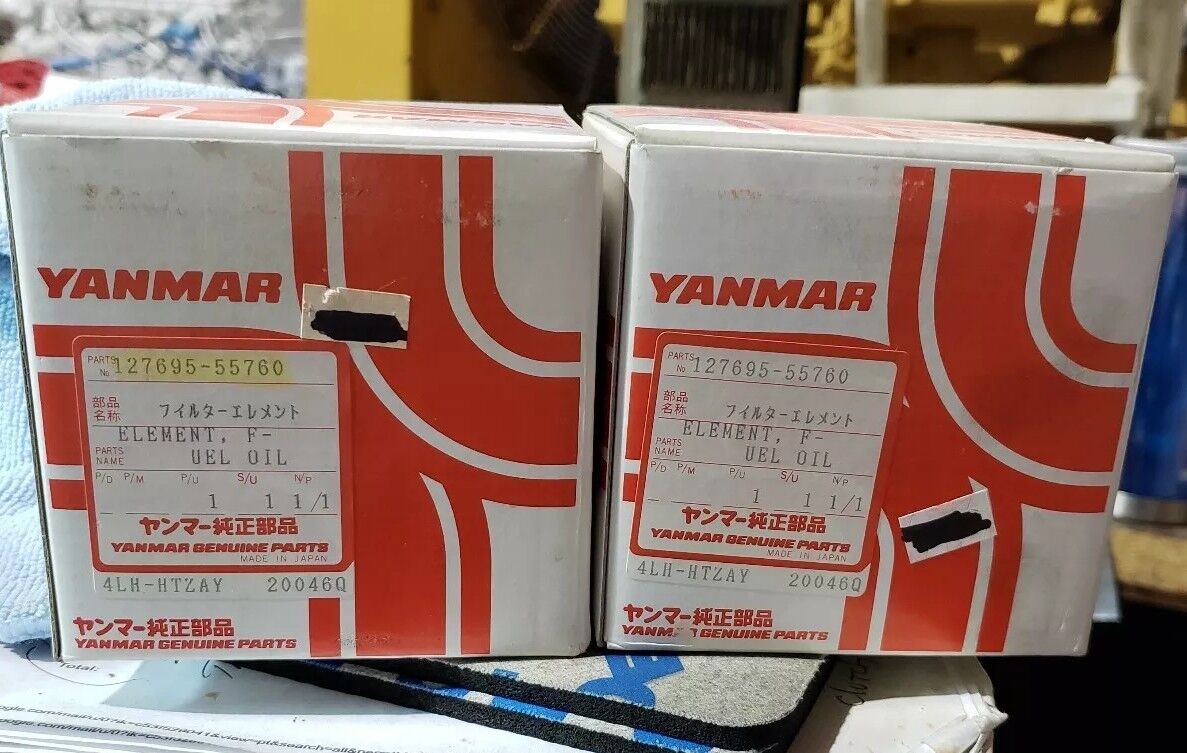 YANMAR
PARTS No 127695-55760
部品名称 フイルターエレメント
ELEMENT, F-
PARTS NAME UEL OIL
P/D P/M P/U S/U N/P
1 1 1/1
ヤンマー純正部品
YANMAR GENUINE PARTS
MADE IN JAPAN
4LH-HTZAY 20046Q
ヤンマー純正部品
YANMAR GENUINE PARTS
YANMAR
PARTS No 127695-55760
部品名称 フイルターエレメント
ELEMENT, F-
PARTS NAME UEL OIL
P/D P/M P/U S/U N/P
- 1 1 1/1
ヤンマー純正部品
YANMAR GENUINE PARTS
MADE IN JAPAN
4LH-HTZAY 20046Q
ヤンマー純正部品
YANMAR GENUINE PARTS
Total: